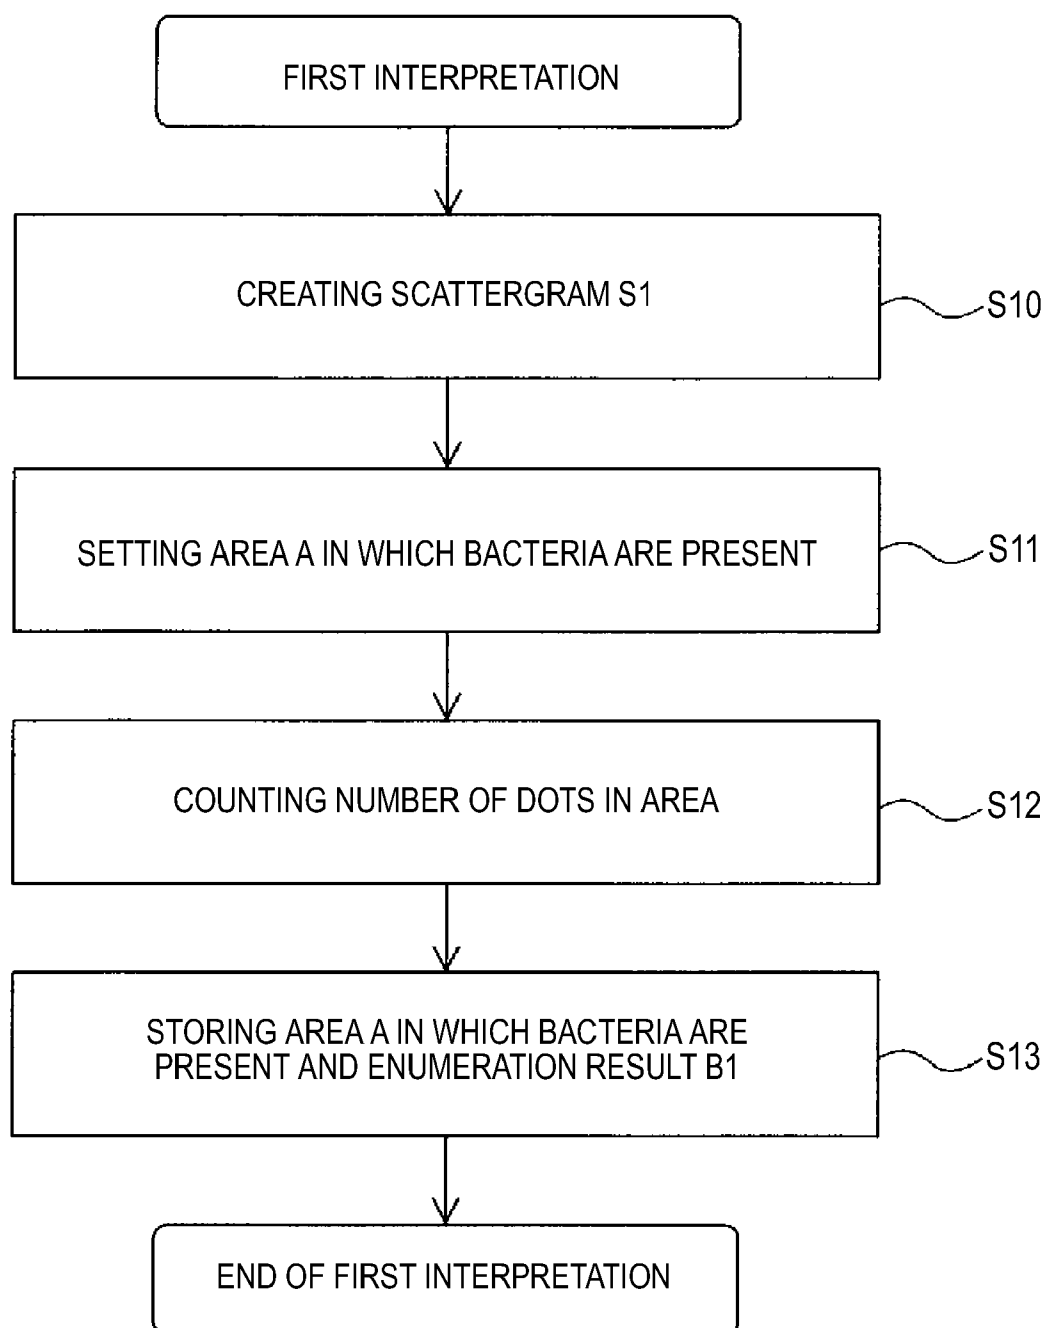 FIRST INTERPRETATION
CREATING SCATTERGRAM S1
S10
SETTING AREA A IN WHICH BACTERIA ARE PRESENT
S11
COUNTING NUMBER OF DOTS IN AREA
S12
STORING AREA A IN WHICH BACTERIA ARE
PRESENT AND ENUMERATION RESULT B1
S13
END OF FIRST INTERPRETATION